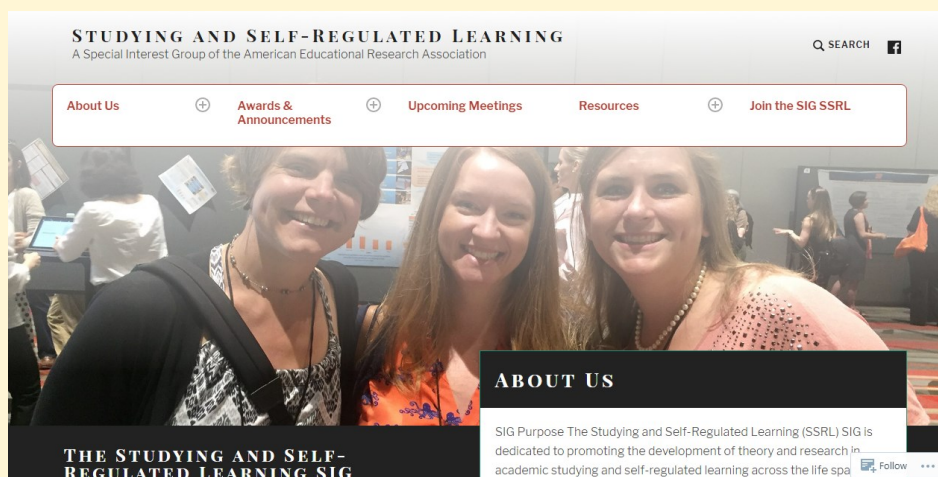 STUDYING AND SELF-REGULATED LEARNING
A Special Interest Group of the American Educational Research Association
SEARCH
About Us
Awards &
Announcements
Upcoming Meetings
Resources
Join the SIG SSRL
ABOUT US
SIG Purpose The Studying and Self-Regulated Learning (SSRL) SIG is
dedicated to promoting the development of theory and research in
academic studying and self-regulated learning across the life
THE STUDYING AND SELF-
REGULATED LEARNING SIG
Follow